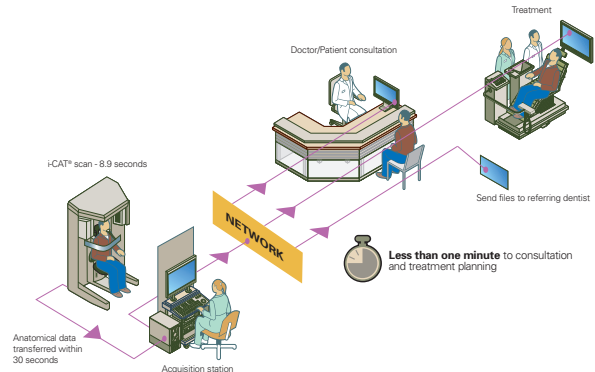 Treatment
Doctor/Patient consultation
i-CAT® scan - 8.9 seconds
Send files to referring dentist
NETWORK
Less than one minute to consultation
and treatment planning
Anatomical data
transferred within
30 seconds
Acquisition station